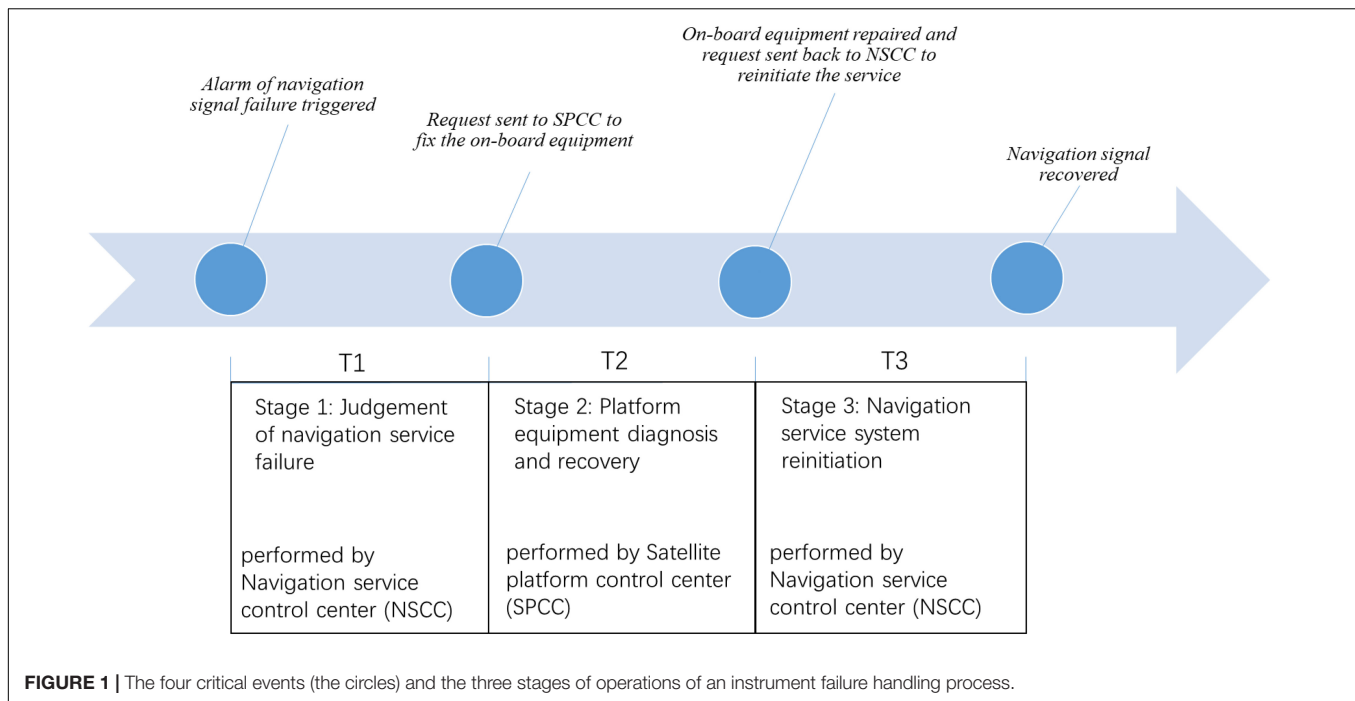 Alarm of navigation
signal failure triggered
Request sent to SPCC to
fix the on-board equipment
On-board equipment repaired and
request sent back to NSCC to
reinitiate the service
Navigation signal
recovered
T1
T2
T3
Stage 1: Judgement
of navigation service
failure
performed by
Navigation service
control center (NSCC)
Stage 2: Platform
equipment diagnosis
and recovery
performed by Satellite
platform control center
(SPCC)
Stage 3: Navigation
service system
reinitiation
performed by
Navigation service
control center (NSCC)
FIGURE 1 | The four critical events (the circles) and the three stages of operations of an instrument failure handling process.